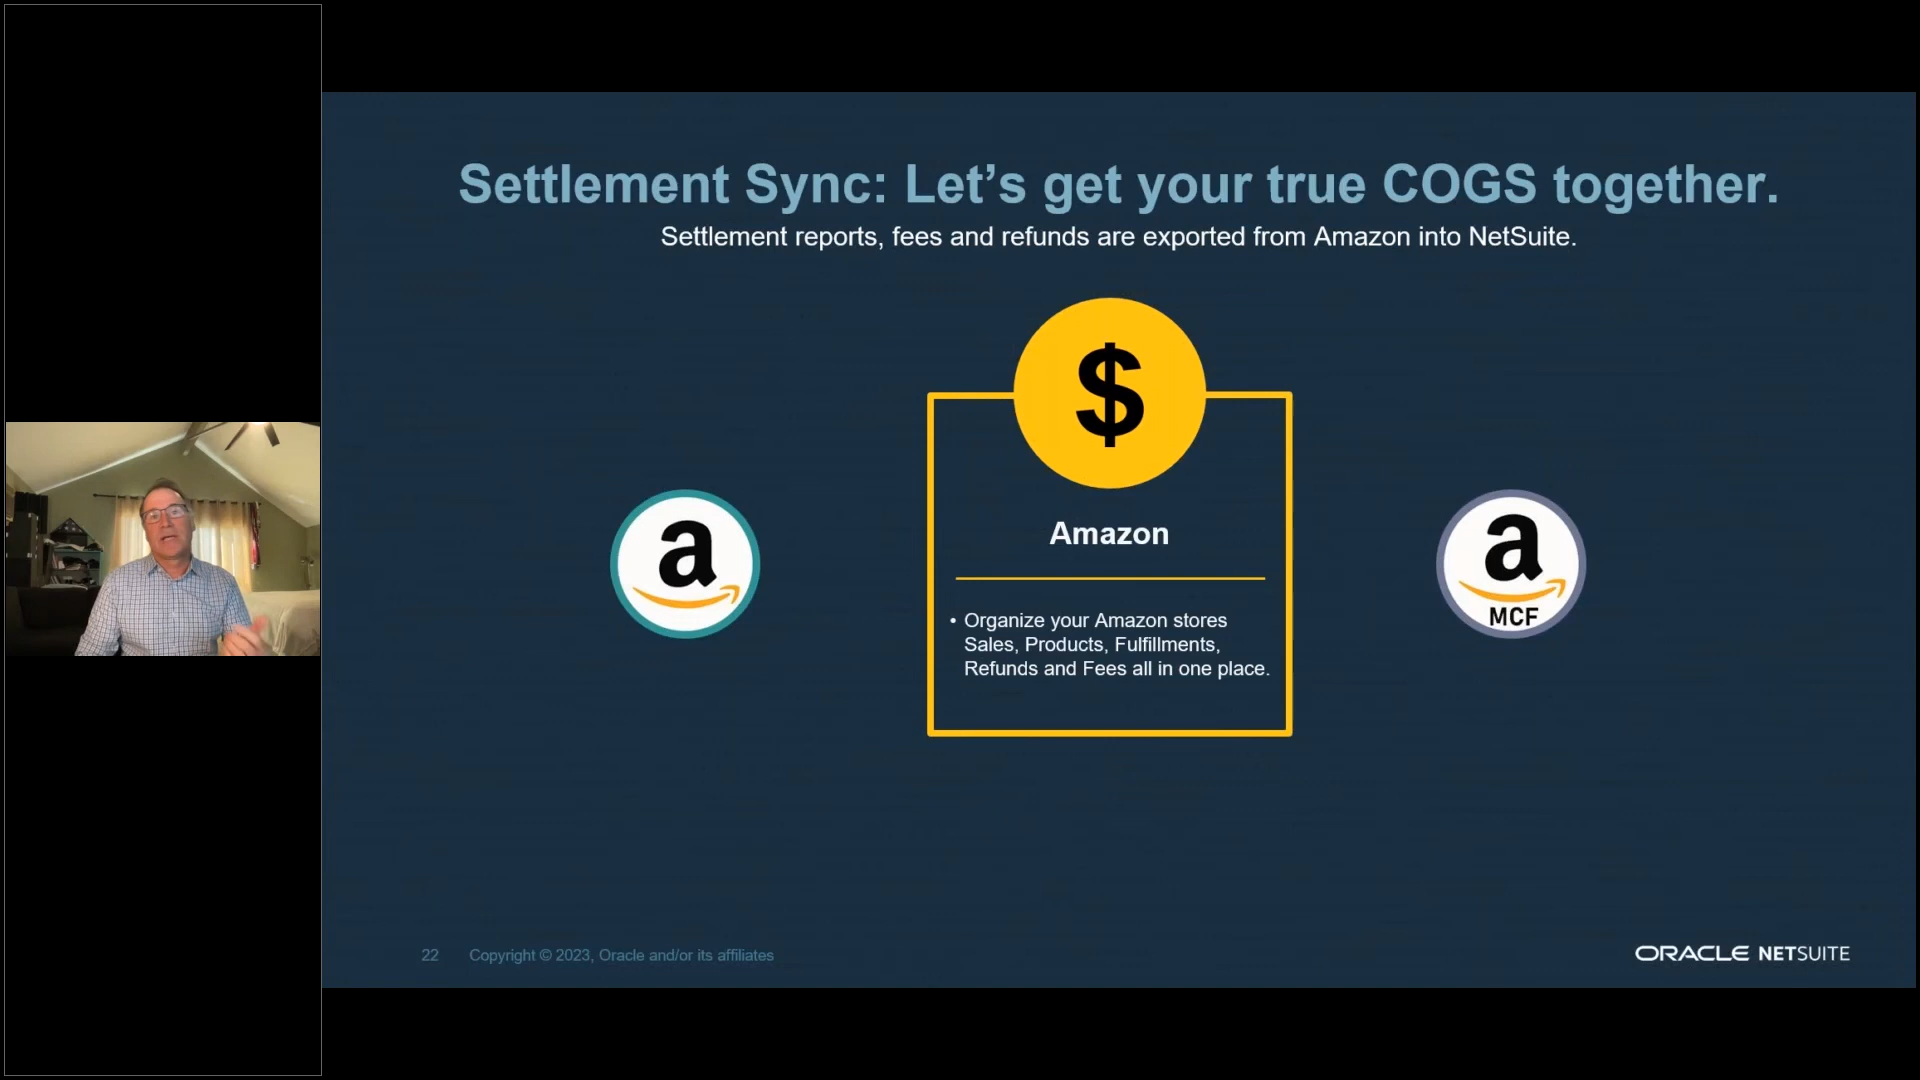 Settlement Sync: Let’s get your true COGS together.
Settlement reports, fees and refunds are exported from Amazon into NetSuite.
$
Amazon
a
a
MCF
• Organize your Amazon stores
Sales, Products, Fulfillments,
Refunds and Fees all in one place.
22 Copyright © 2023, Oracle and/or its affiliates
ORACLE NETSUITE